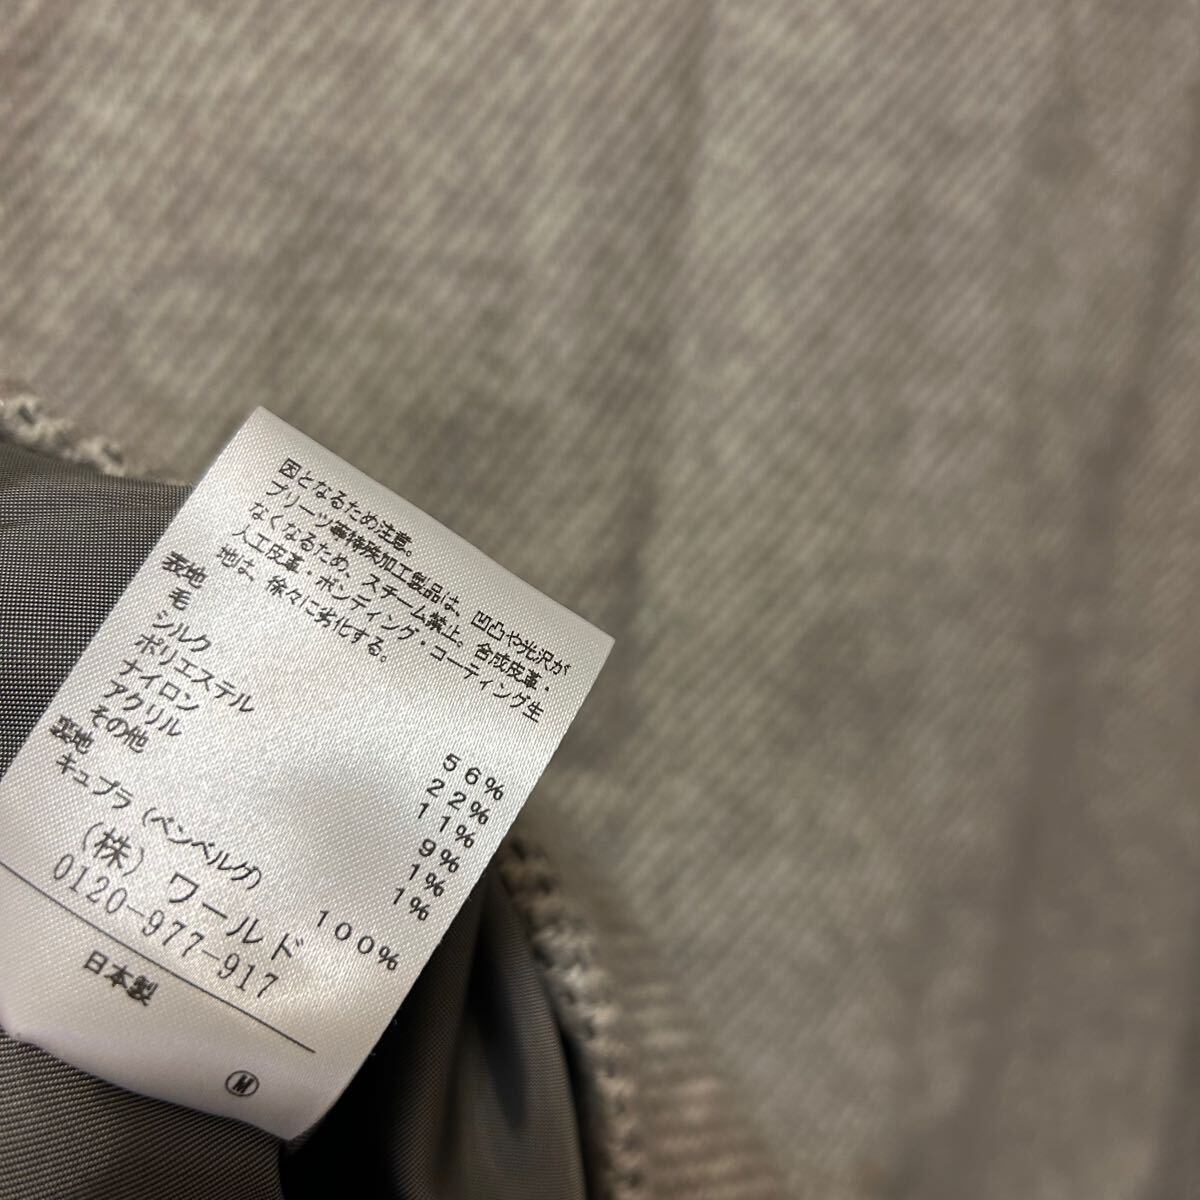 因となるため注意。
プリーツ等特殊加工製品は、凹凸や光沢が
なくなるため、スチーム禁止。合成皮革・
人工皮革・ボンディング・コーティング生
地は、徐々に劣化する。
表地
毛 56%
シルク 22%
ポリエステル 11%
ナイロン 9%
アクリル 1%
その他 1%
裏地
キュプラ(ベンベルグ) 100%
(株)ワールド
0120-977-917
日本製
M